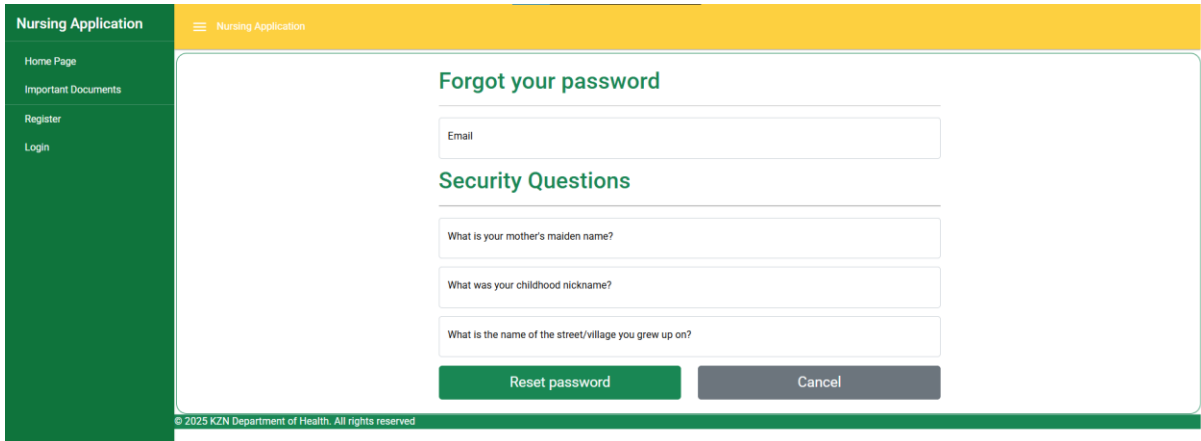 Nursing Application
Home Page
Important Documents
Register
Login
Nursing Application
Forgot your password
Email
Security Questions
What is your mother's maiden name?
What was your childhood nickname?
What is the name of the street/village you grew up on?
Reset password
Cancel
© 2025 KZN Department of Health. All rights reserved